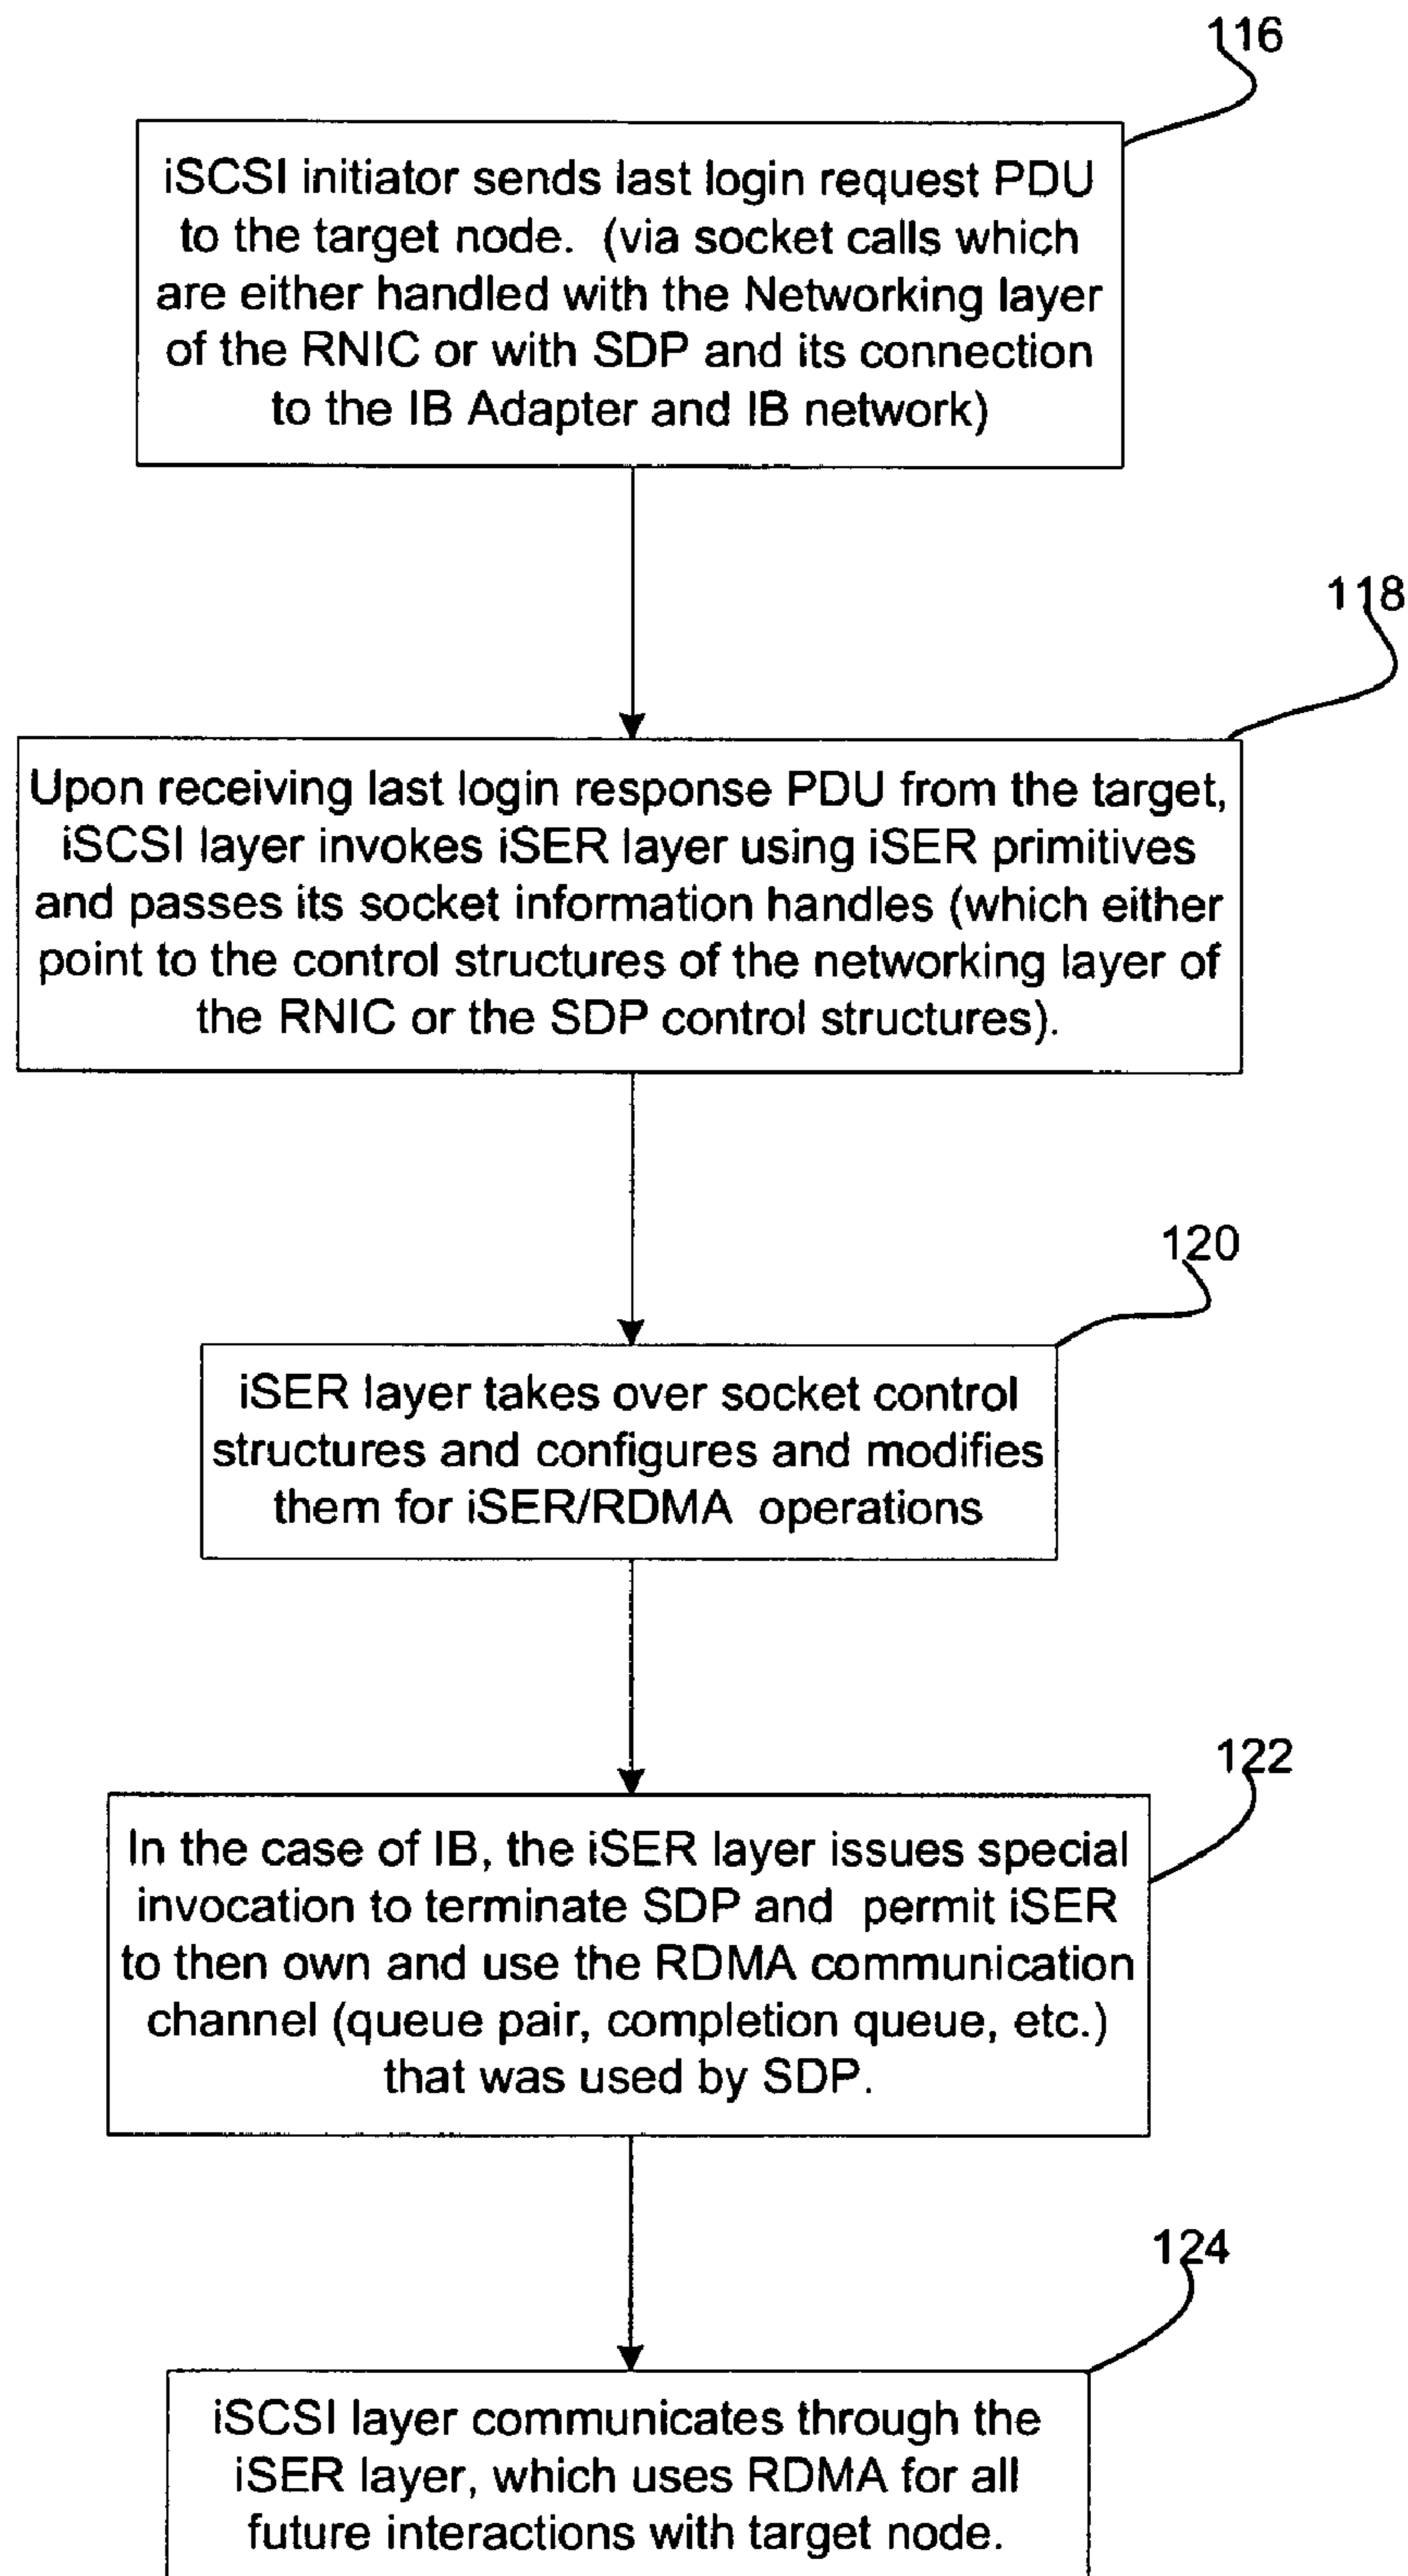 116
iSCSI initiator sends last login request PDU
to the target node. (via socket calls which
are either handled with the Networking layer
of the RNIC or with SDP and its connection
to the IB Adapter and IB network)
118
Upon receiving last login response PDU from the target,
iSCSI layer invokes iSER layer using iSER primitives
and passes its socket information handles (which either
point to the control structures of the networking layer of
the RNIC or the SDP control structures).
120
iSER layer takes over socket control
structures and configures and modifies
them for iSER/RDMA operations
122
In the case of IB, the iSER layer issues special
invocation to terminate SDP and permit iSER
to then own and use the RDMA communication
channel (queue pair, completion queue, etc.)
that was used by SDP.
124
iSCSI layer communicates through the
iSER layer, which uses RDMA for all
future interactions with target node.